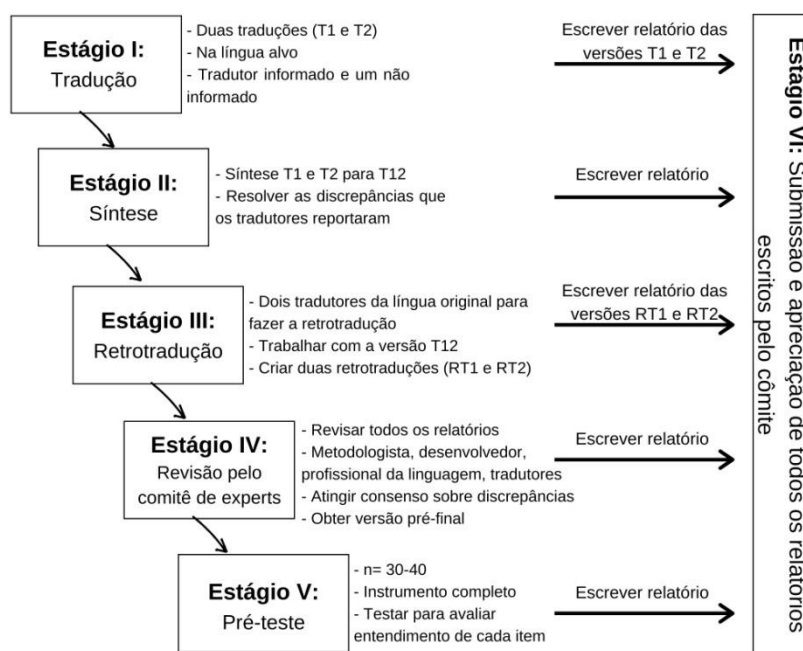 Estágio I:
Tradução
- Duas traduções (T1 e T2)
- Na língua alvo
- Tradutor informado e um não
informado
Escrever relatório das
versões T1 e T2
Estágio II:
Síntese
- Síntese T1 e T2 para T12
- Resolver as discrepâncias que
os tradutores reportaram
Escrever relatório
Estágio III:
Retrotradução
- Dois tradutores da língua original para
fazer a retrotradução
- Trabalhar com a versão T12
- Criar duas retrotraduções (RT1 e RT2)
Escrever relatório das
versões RT1 e RT2
Estágio IV:
Revisão pelo
comitê de experts
- Revisar todos os relatórios
- Metodologista, desenvolvedor,
profissional da linguagem, tradutores
- Atingir consenso sobre discrepâncias
- Obter versão pré-final
Escrever relatório
Estágio V:
Pré-teste
- n= 30-40
- Instrumento completo
- Testar para avaliar
entendimento de cada item
Escrever relatório
Estágio VI: Submissão e apreciação de todos os relatórios
escritos pelo cômite